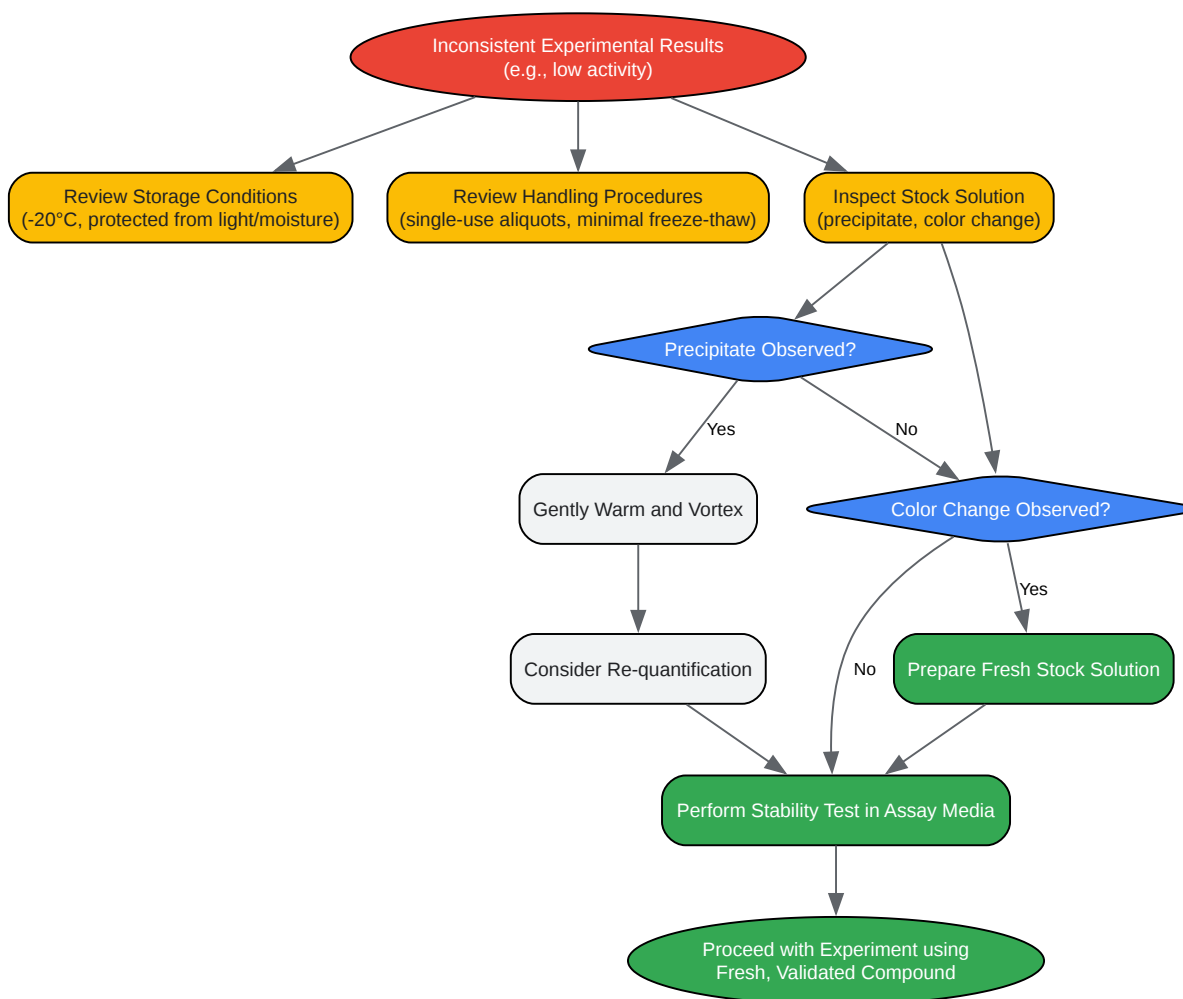 Inconsistent Experimental Results
(e.g., low activity)
Review Storage Conditions
(-20°C, protected from light/moisture)
Review Handling Procedures
(single-use aliquots, minimal freeze-thaw)
Inspect Stock Solution
(precipitate, color change)
Precipitate Observed?
Yes
No
Gently Warm and Vortex
Color Change Observed?
Yes
Consider Re-quantification
No
Prepare Fresh Stock Solution
Perform Stability Test in Assay Media
Proceed with Experiment using
Fresh, Validated Compound